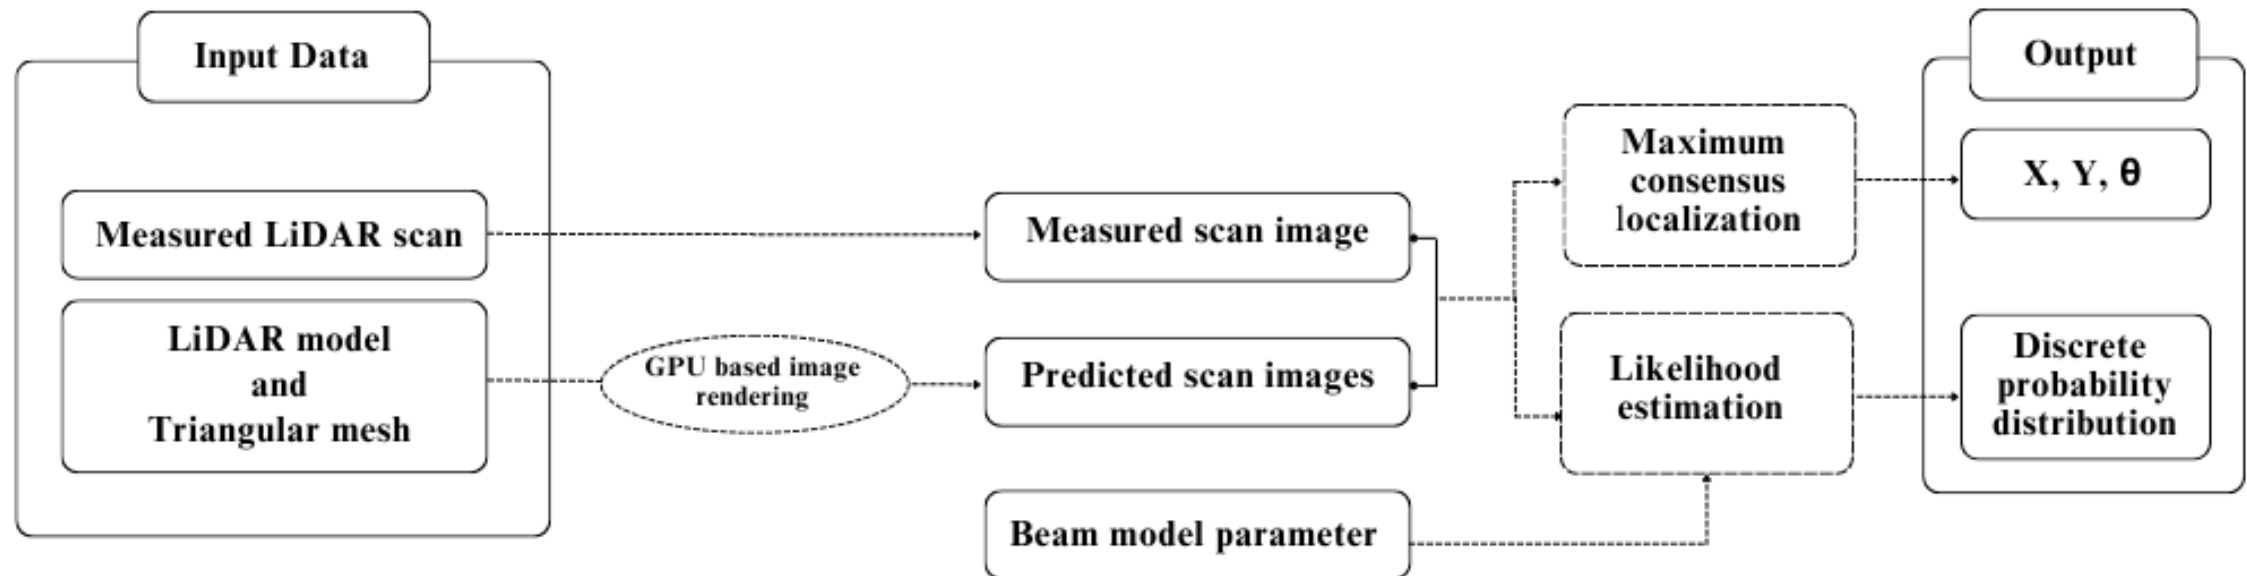 Input Data
Measured LiDAR scan
LiDAR model
and
Triangular mesh
GPU based image
rendering
Measured scan image
Predicted scan images
Beam model parameter
Maximum
consensus
localization
Likelihood
estimation
Output
X, Y, θ
Discrete
probability
distribution